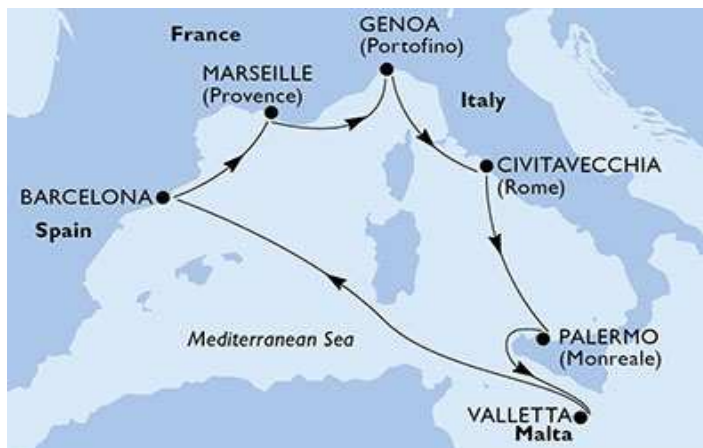 France
GENOA
(Portofino)
MARSEILLE
(Provence)
Italy
CIVITAVECCHIA
(Rome)
BARCELONA
Spain
Mediterranean Sea
PALERMO
(Monreale)
VALLETTA
Malta